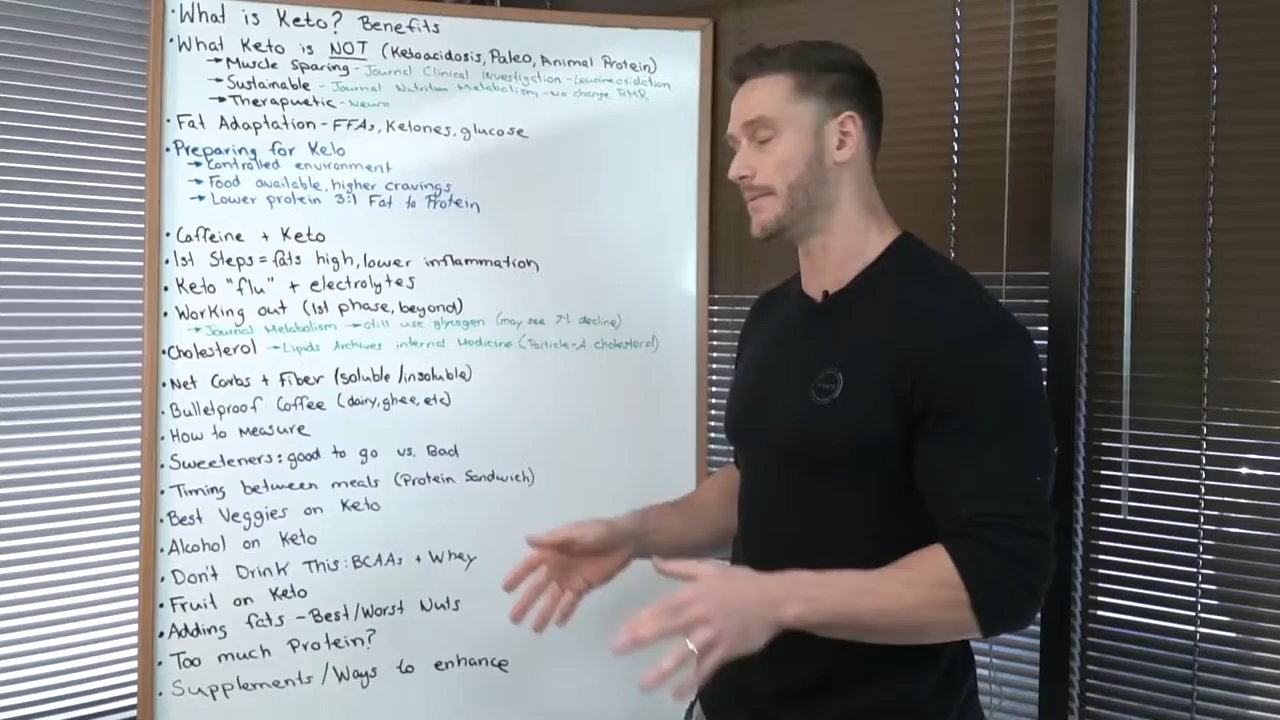 • What is Keto? Benefits
• What Keto is NOT (Ketoacidosis, Paleo, Animal Protein)
→ Muscle Sparing - Journal Clinical Investigation - Leucine oxidation
→ Sustainable - Journal Nutrition Metabolism - no change RMR
→ Therapuetic - Neuro
• Fat Adaptation - FFAs, Ketones, glucose
• Preparing for Keto
→ Controlled environment
→ Food available, higher cravings
→ Lower protein 3:1 Fat to Protein
• Caffeine + Keto
• 1st Steps = fats high, lower inflammation
• Keto "flu" + electrolytes
• Working out (1st phase, beyond)
→ Journal Metabolism → still use glycogen (may see 7% decline)
• Cholesterol → Lipids Archives internal Medicine (Particle-A cholesterol)
• Net Carbs + Fiber (soluble/insoluble)
• Bulletproof Coffee (dairy, ghee, etc)
• How to Measure
• Sweeteners: good to go vs. Bad
• Timing between meals (Protein Sandwich)
• Best Veggies on Keto
• Alcohol on Keto
• Don't Drink This: BCAAs + Whey
• Fruit on Keto
• Adding fats - Best/Worst Nuts
• Too much Protein?
• Supplements/Ways to enhance